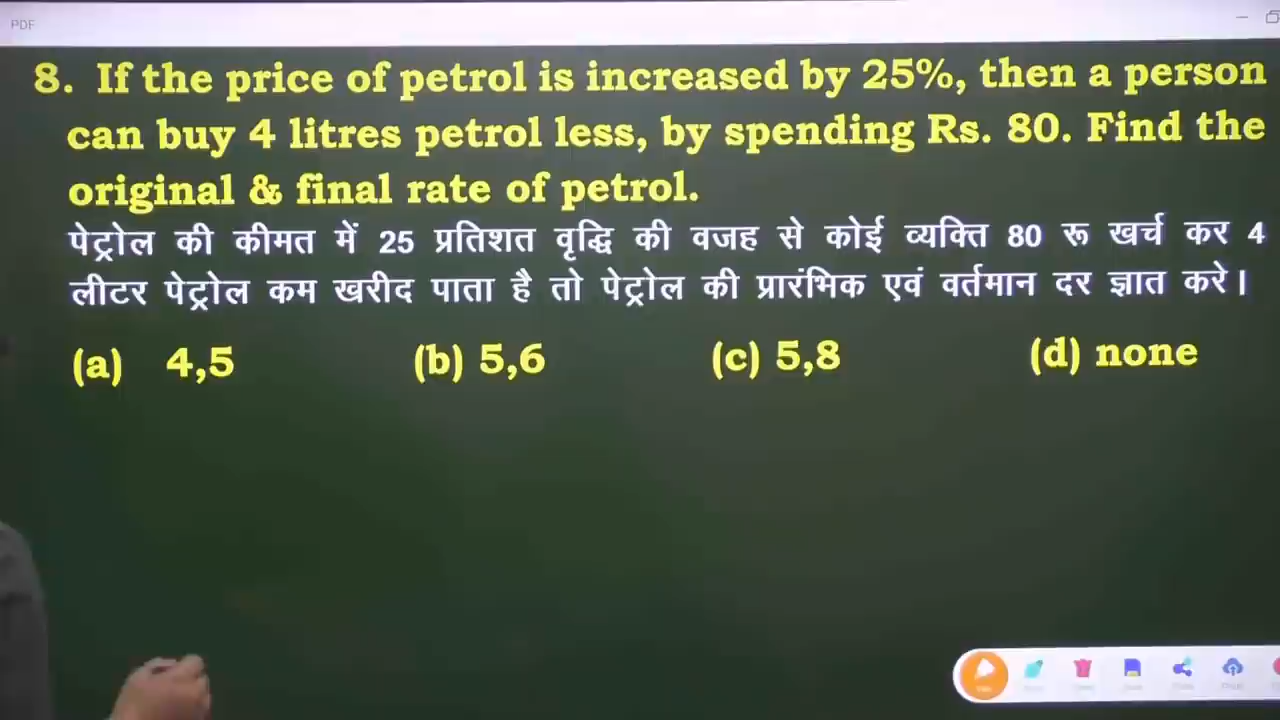 PDF
8. If the price of petrol is increased by 25%, then a person
can buy 4 litres petrol less, by spending Rs. 80. Find the
original & final rate of petrol.
पेट्रोल की कीमत में 25 प्रतिशत वृद्धि की वजह से कोई व्यक्ति 80 रू खर्च कर 4
लीटर पेट्रोल कम खरीद पाता है तो पेट्रोल की प्रारंभिक एवं वर्तमान दर ज्ञात करे।
(a) 4,5 (b) 5,6 (c) 5,8 (d) none